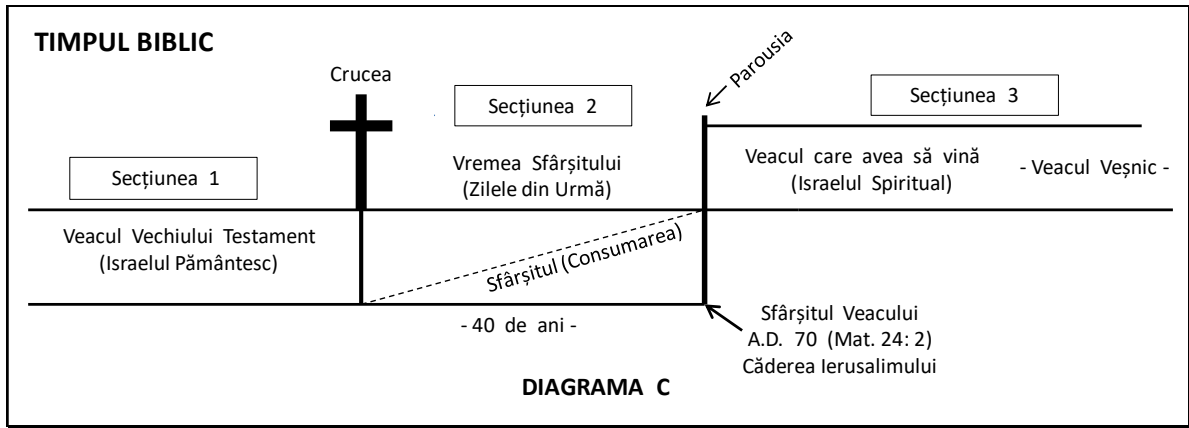 TIMPUL BIBLIC
Crucea
Parousia
Secțiunea 1
Secțiunea 2
Secțiunea 3
Vremea Sfârșitului
(Zilele din Urmă)
Veacul care avea să vină
(Israelul Spiritual)
- Veacul Veșnic -
Veacul Vechiului Testament
(Israelul Pământesc)
Sfârșitul (Consumarea)
- 40 de ani -
Sfârșitul Veacului
A.D. 70 (Mat. 24: 2)
Căderea Ierusalimului
DIAGRAMA C